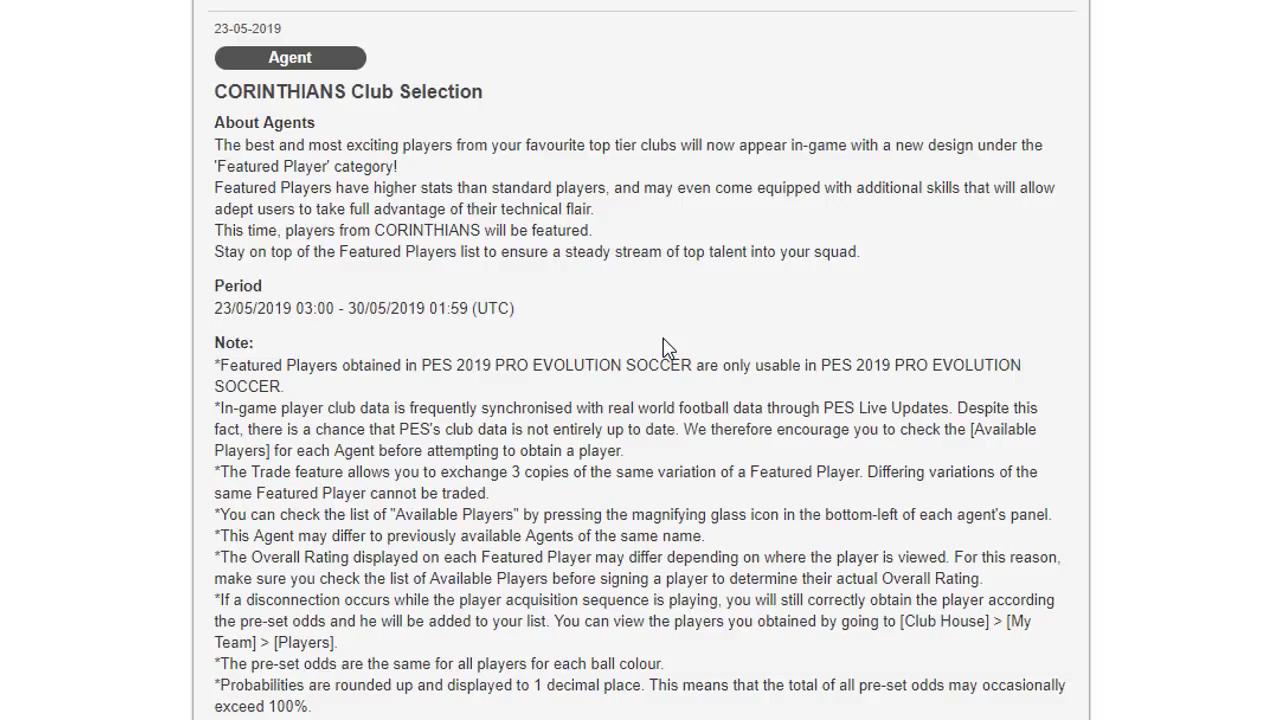 23-05-2019
Agent
CORINTHIANS Club Selection
About Agents
The best and most exciting players from your favourite top tier clubs will now appear in-game with a new design under the
'Featured Player' category!
Featured Players have higher stats than standard players, and may even come equipped with additional skills that will allow
adept users to take full advantage of their technical flair.
This time, players from CORINTHIANS will be featured.
Stay on top of the Featured Players list to ensure a steady stream of top talent into your squad.
Period
23/05/2019 03:00 - 30/05/2019 01:59 (UTC)
Note:
*Featured Players obtained in PES 2019 PRO EVOLUTION SOCCER are only usable in PES 2019 PRO EVOLUTION
SOCCER.
*In-game player club data is frequently synchronised with real world football data through PES Live Updates. Despite this
fact, there is a chance that PES's club data is not entirely up to date. We therefore encourage you to check the [Available
Players] for each Agent before attempting to obtain a player.
*The Trade feature allows you to exchange 3 copies of the same variation of a Featured Player. Differing variations of the
same Featured Player cannot be traded.
*You can check the list of "Available Players" by pressing the magnifying glass icon in the bottom-left of each agent's panel.
*This Agent may differ to previously available Agents of the same name.
*The Overall Rating displayed on each Featured Player may differ depending on where the player is viewed. For this reason,
make sure you check the list of Available Players before signing a player to determine their actual Overall Rating.
*If a disconnection occurs while the player acquisition sequence is playing, you will still correctly obtain the player according
the pre-set odds and he will be added to your list. You can view the players you obtained by going to [Club House] > [My
Team] > [Players].
*The pre-set odds are the same for all players for each ball colour.
*Probabilities are rounded up and displayed to 1 decimal place. This means that the total of all pre-set odds may occasionally
exceed 100%.